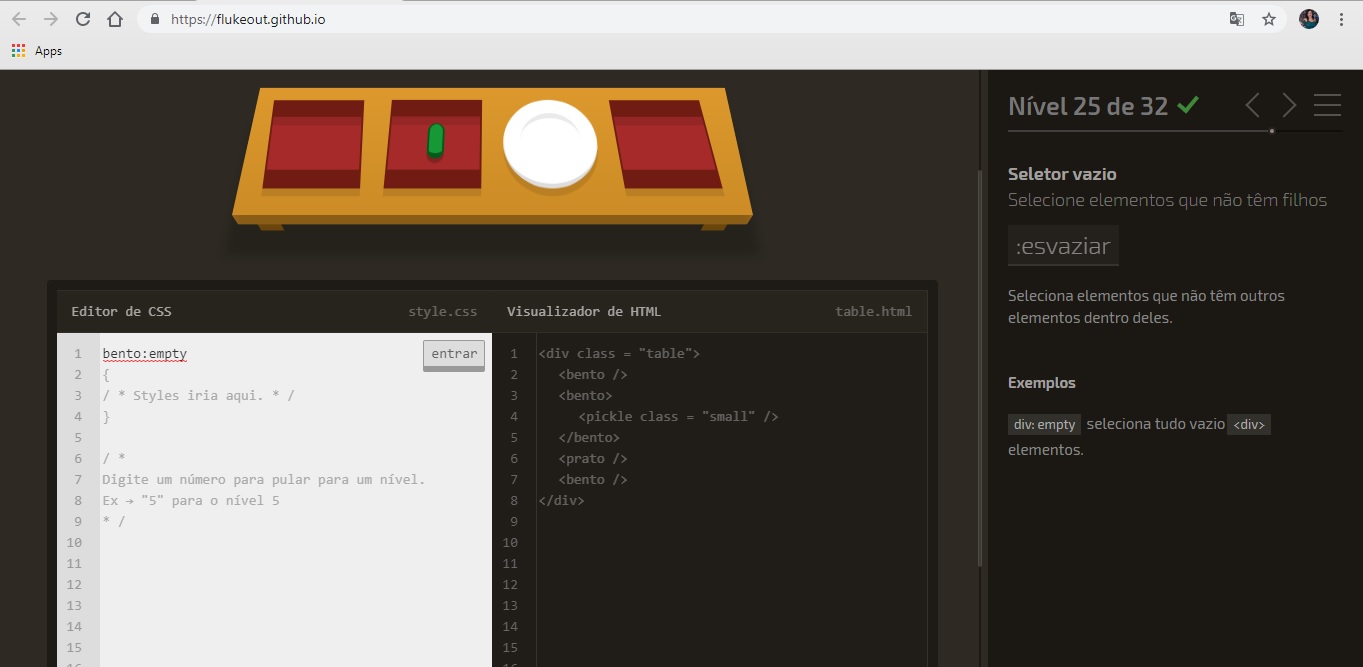 https://flukeout.github.io
Apps
Nível 25 de 32
Seletor vazio
Selecione elementos que não têm filhos
:esvaziar
Seleciona elementos que não têm outros
elementos dentro deles.
Exemplos
div: empty seleciona tudo vazio <div>
elementos.
Editor de CSS style.css
1 bento:empty entrar
2 {
3 / * Styles iria aqui. * /
4 }
5
6 / *
7 Digite um número para pular para um nível.
8 Ex → "5" para o nível 5
9 * /
10
11
12
13
14
15
Visualizador de HTML table.html
1 <div class = "table">
2 <bento />
3 <bento>
4 <pickle class = "small" />
5 </bento>
6 <prato />
7 <bento />
8 </div>
9
10
11
12
13
14
15